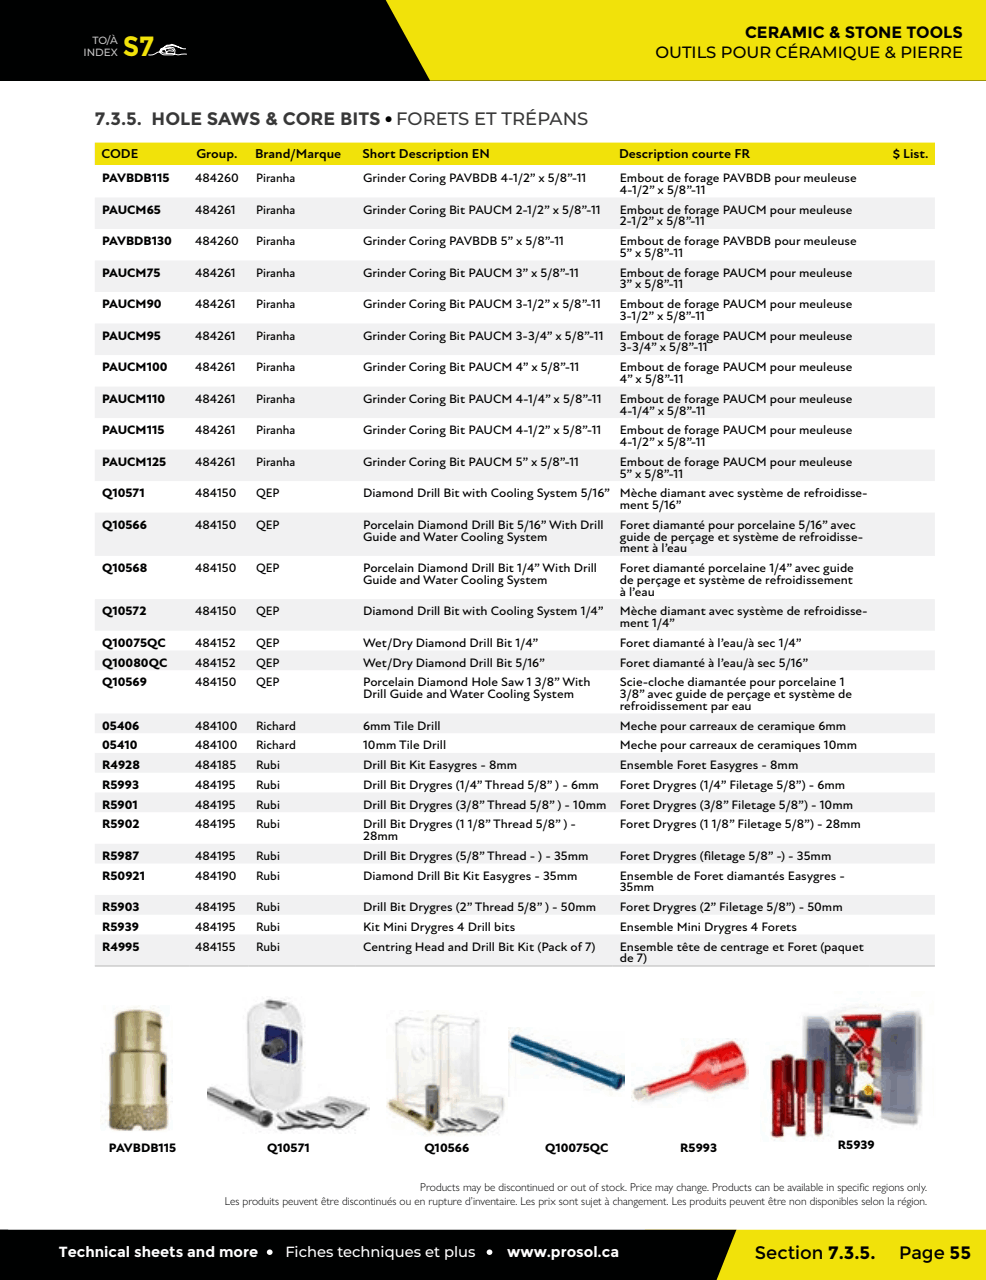 TO/À
INDEX S7
CERAMIC & STONE TOOLS
OUTILS POUR CÉRAMIQUE & PIERRE
7.3.5. HOLE SAWS & CORE BITS • FORETS ET TRÉPANS
CODE Group. Brand/Marque Short Description EN Description courte FR $ List.
PAVBDB115 484260 Piranha Grinder Coring PAVBDB 4-1/2” x 5/8”-11 Embout de forage PAVBDB pour meuleuse
4-1/2” x 5/8”-11
PAUCM65 484261 Piranha Grinder Coring Bit PAUCM 2-1/2” x 5/8”-11 Embout de forage PAUCM pour meuleuse
2-1/2” x 5/8”-11
PAVBDB130 484260 Piranha Grinder Coring PAVBDB 5” x 5/8”-11 Embout de forage PAVBDB pour meuleuse
5” x 5/8”-11
PAUCM75 484261 Piranha Grinder Coring Bit PAUCM 3” x 5/8”-11 Embout de forage PAUCM pour meuleuse
3” x 5/8”-11
PAUCM90 484261 Piranha Grinder Coring Bit PAUCM 3-1/2” x 5/8”-11 Embout de forage PAUCM pour meuleuse
3-1/2” x 5/8”-11
PAUCM95 484261 Piranha Grinder Coring Bit PAUCM 3-3/4” x 5/8”-11 Embout de forage PAUCM pour meuleuse
3-3/4” x 5/8”-11
PAUCM100 484261 Piranha Grinder Coring Bit PAUCM 4” x 5/8”-11 Embout de forage PAUCM pour meuleuse
4” x 5/8”-11
PAUCM110 484261 Piranha Grinder Coring Bit PAUCM 4-1/4” x 5/8”-11 Embout de forage PAUCM pour meuleuse
4-1/4” x 5/8”-11
PAUCM115 484261 Piranha Grinder Coring Bit PAUCM 4-1/2” x 5/8”-11 Embout de forage PAUCM pour meuleuse
4-1/2” x 5/8”-11
PAUCM125 484261 Piranha Grinder Coring Bit PAUCM 5” x 5/8”-11 Embout de forage PAUCM pour meuleuse
5” x 5/8”-11
Q10571 484150 QEP Diamond Drill Bit with Cooling System 5/16” Mèche diamant avec système de refroidisse-
ment 5/16”
Q10566 484150 QEP Porcelain Diamond Drill Bit 5/16” With Drill Foret diamanté pour porcelaine 5/16” avec
Guide and Water Cooling System guide de perçage et système de refroidisse-
ment à l’eau
Q10568 484150 QEP Porcelain Diamond Drill Bit 1/4” With Drill Foret diamanté porcelaine 1/4” avec guide
Guide and Water Cooling System de perçage et système de refroidissement
à l’eau
Q10572 484150 QEP Diamond Drill Bit with Cooling System 1/4” Mèche diamant avec système de refroidisse-
ment 1/4”
Q10075QC 484152 QEP Wet/Dry Diamond Drill Bit 1/4” Foret diamanté à l’eau/à sec 1/4”
Q10080QC 484152 QEP Wet/Dry Diamond Drill Bit 5/16” Foret diamanté à l’eau/à sec 5/16”
Q10569 484150 QEP Porcelain Diamond Hole Saw 1 3/8” With Scie-cloche diamantée pour porcelaine 1
Drill Guide and Water Cooling System 3/8” avec guide de perçage et système de
refroidissement par eau
05406 484100 Richard 6mm Tile Drill Meche pour carreaux de ceramique 6mm
05410 484100 Richard 10mm Tile Drill Meche pour carreaux de ceramiques 10mm
R4928 484185 Rubi Drill Bit Kit Easygres - 8mm Ensemble Foret Easygres - 8mm
R5993 484195 Rubi Drill Bit Drygres (1/4” Thread 5/8” ) - 6mm Foret Drygres (1/4” Filetage 5/8”) - 6mm
R5901 484195 Rubi Drill Bit Drygres (3/8” Thread 5/8” ) - 10mm Foret Drygres (3/8” Filetage 5/8”) - 10mm
R5902 484195 Rubi Drill Bit Drygres (1 1/8” Thread 5/8” ) - Foret Drygres (1 1/8” Filetage 5/8”) - 28mm
28mm
R5987 484195 Rubi Drill Bit Drygres (5/8” Thread - ) - 35mm Foret Drygres (filetage 5/8” -) - 35mm
R50921 484190 Rubi Diamond Drill Bit Kit Easygres - 35mm Ensemble de Foret diamantés Easygres -
35mm
R5903 484195 Rubi Drill Bit Drygres (2” Thread 5/8” ) - 50mm Foret Drygres (2” Filetage 5/8”) - 50mm
R5939 484195 Rubi Kit Mini Drygres 4 Drill bits Ensemble Mini Drygres 4 Forets
R4995 484155 Rubi Centring Head and Drill Bit Kit (Pack of 7) Ensemble tête de centrage et Foret (paquet
de 7)
PAVBDB115 Q10571 Q10566 Q10075QC R5993 R5939
Products may be discontinued or out of stock. Price may change. Products can be available in specific regions only.
Les produits peuvent être discontinués ou en rupture d’inventaire. Les prix sont sujet à changement. Les produits peuvent être non disponibles selon la région.
Technical sheets and more • Fiches techniques et plus • www.prosol.ca
Section 7.3.5. Page 55